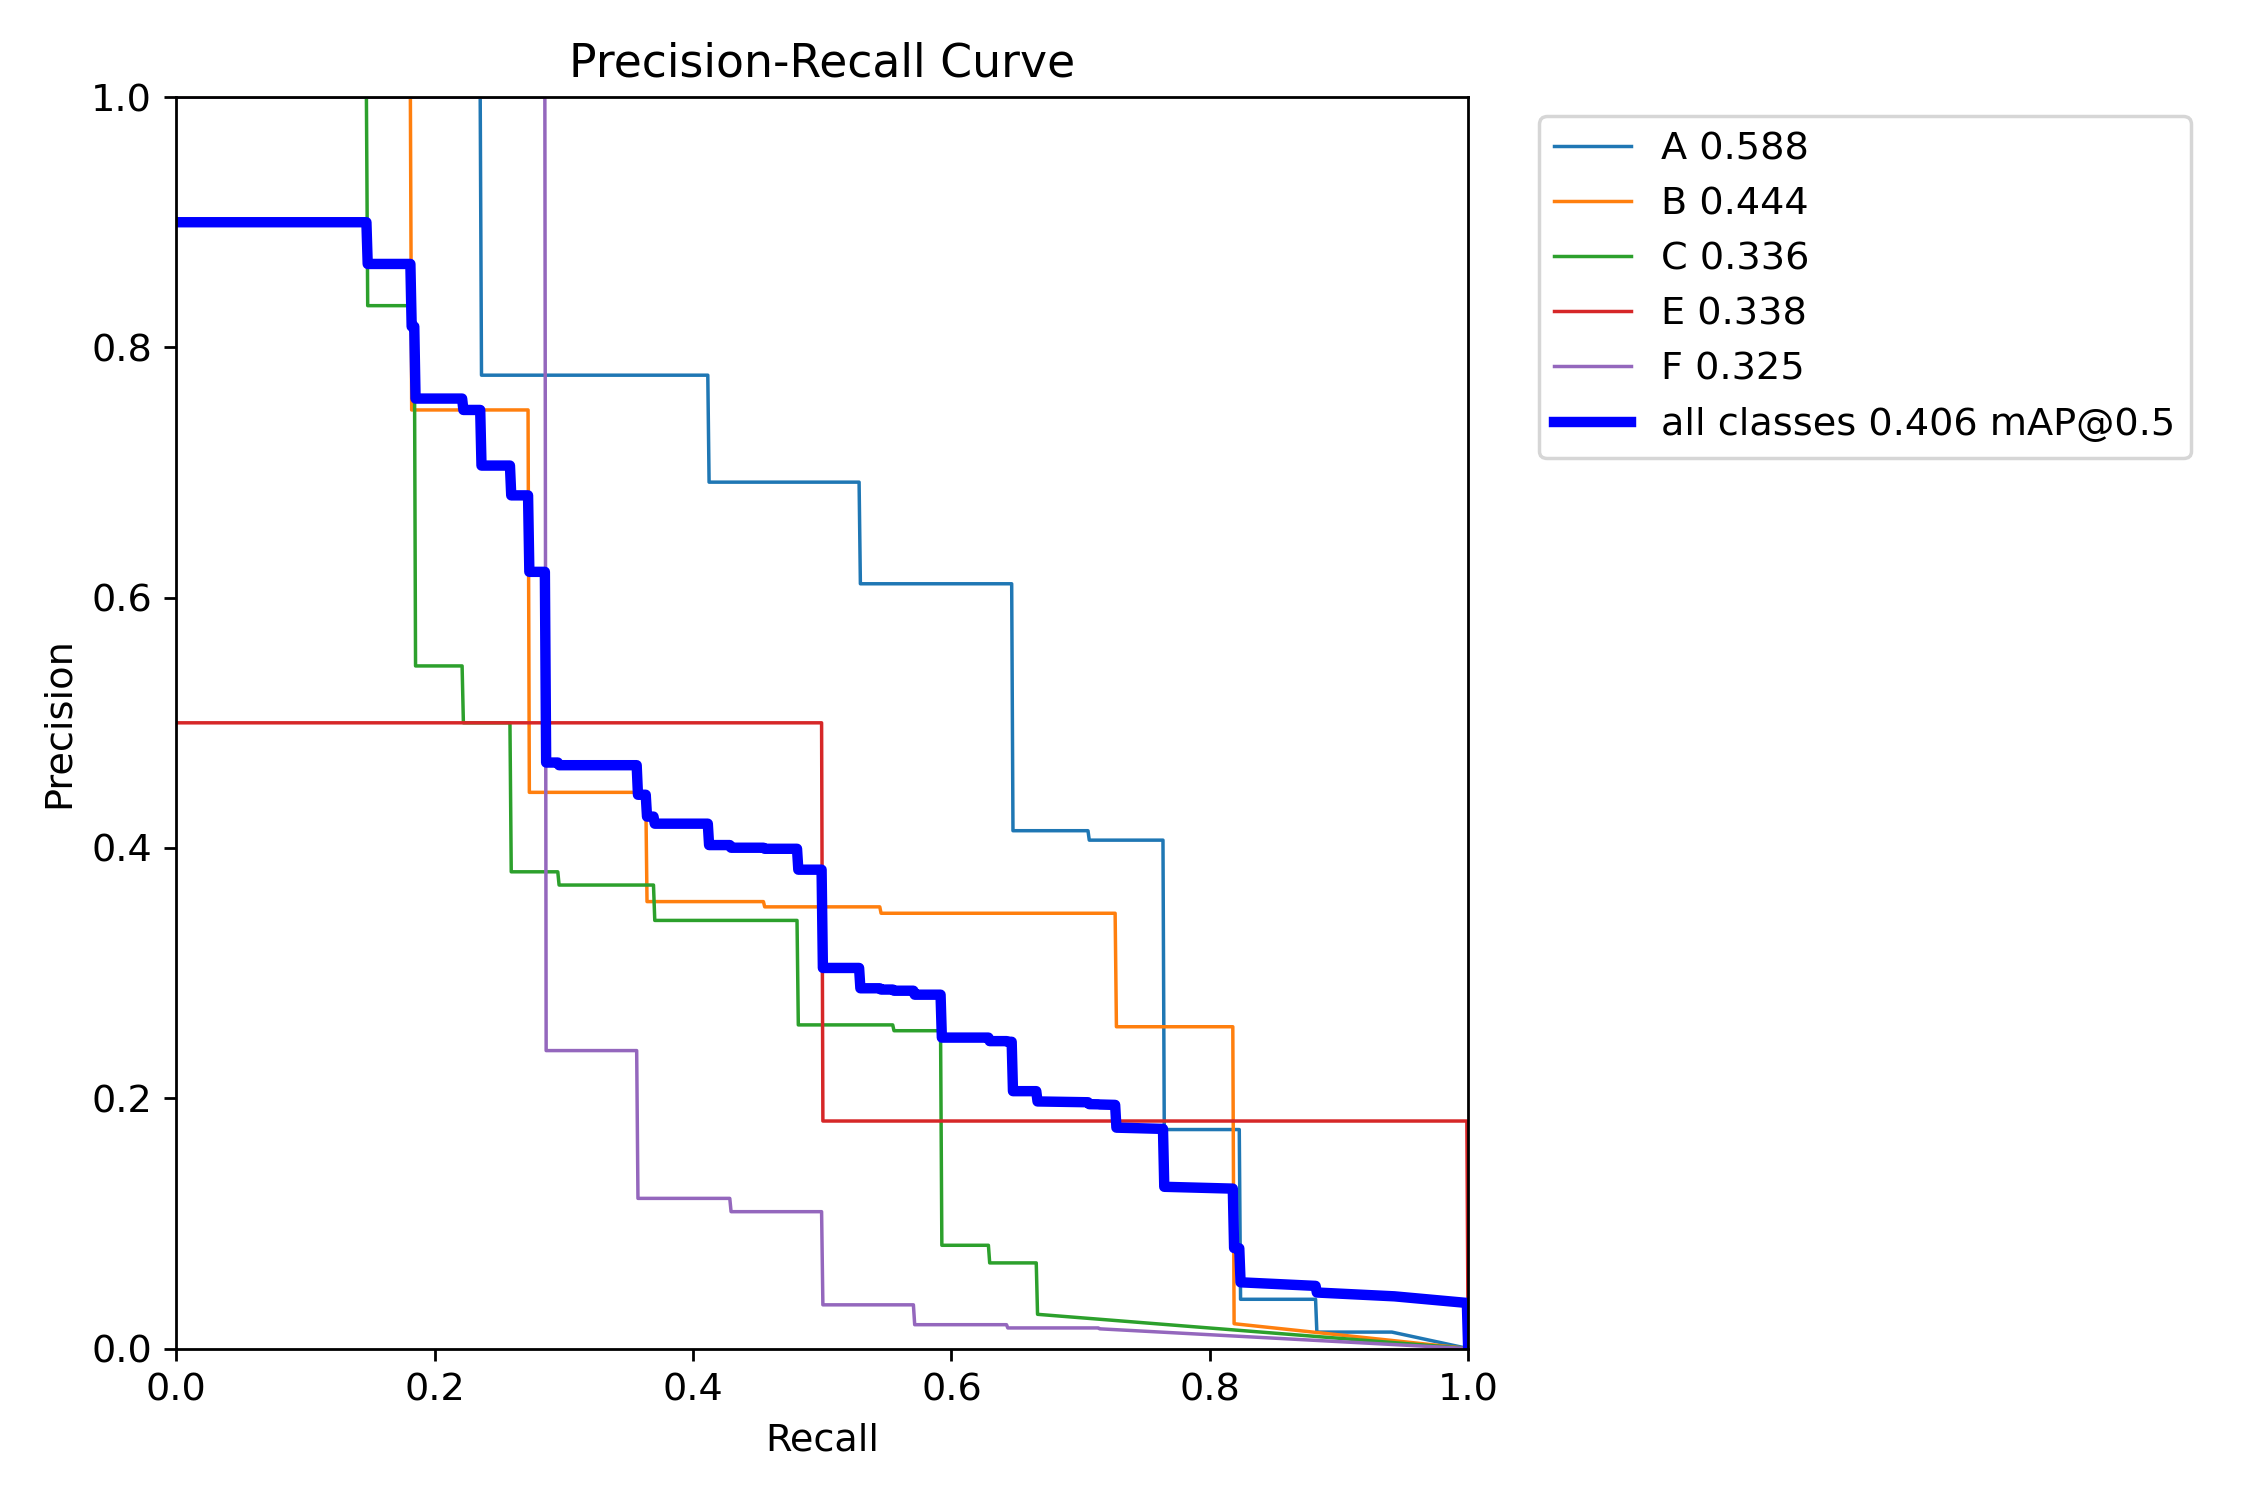 Precision-Recall Curve
1.0
0.8
0.6
0.4
0.2
0.0
Precision
0.0 0.2 0.4 0.6 0.8 1.0
Recall
A 0.588
B 0.444
C 0.336
E 0.338
F 0.325
all classes 0.406 mAP@0.5